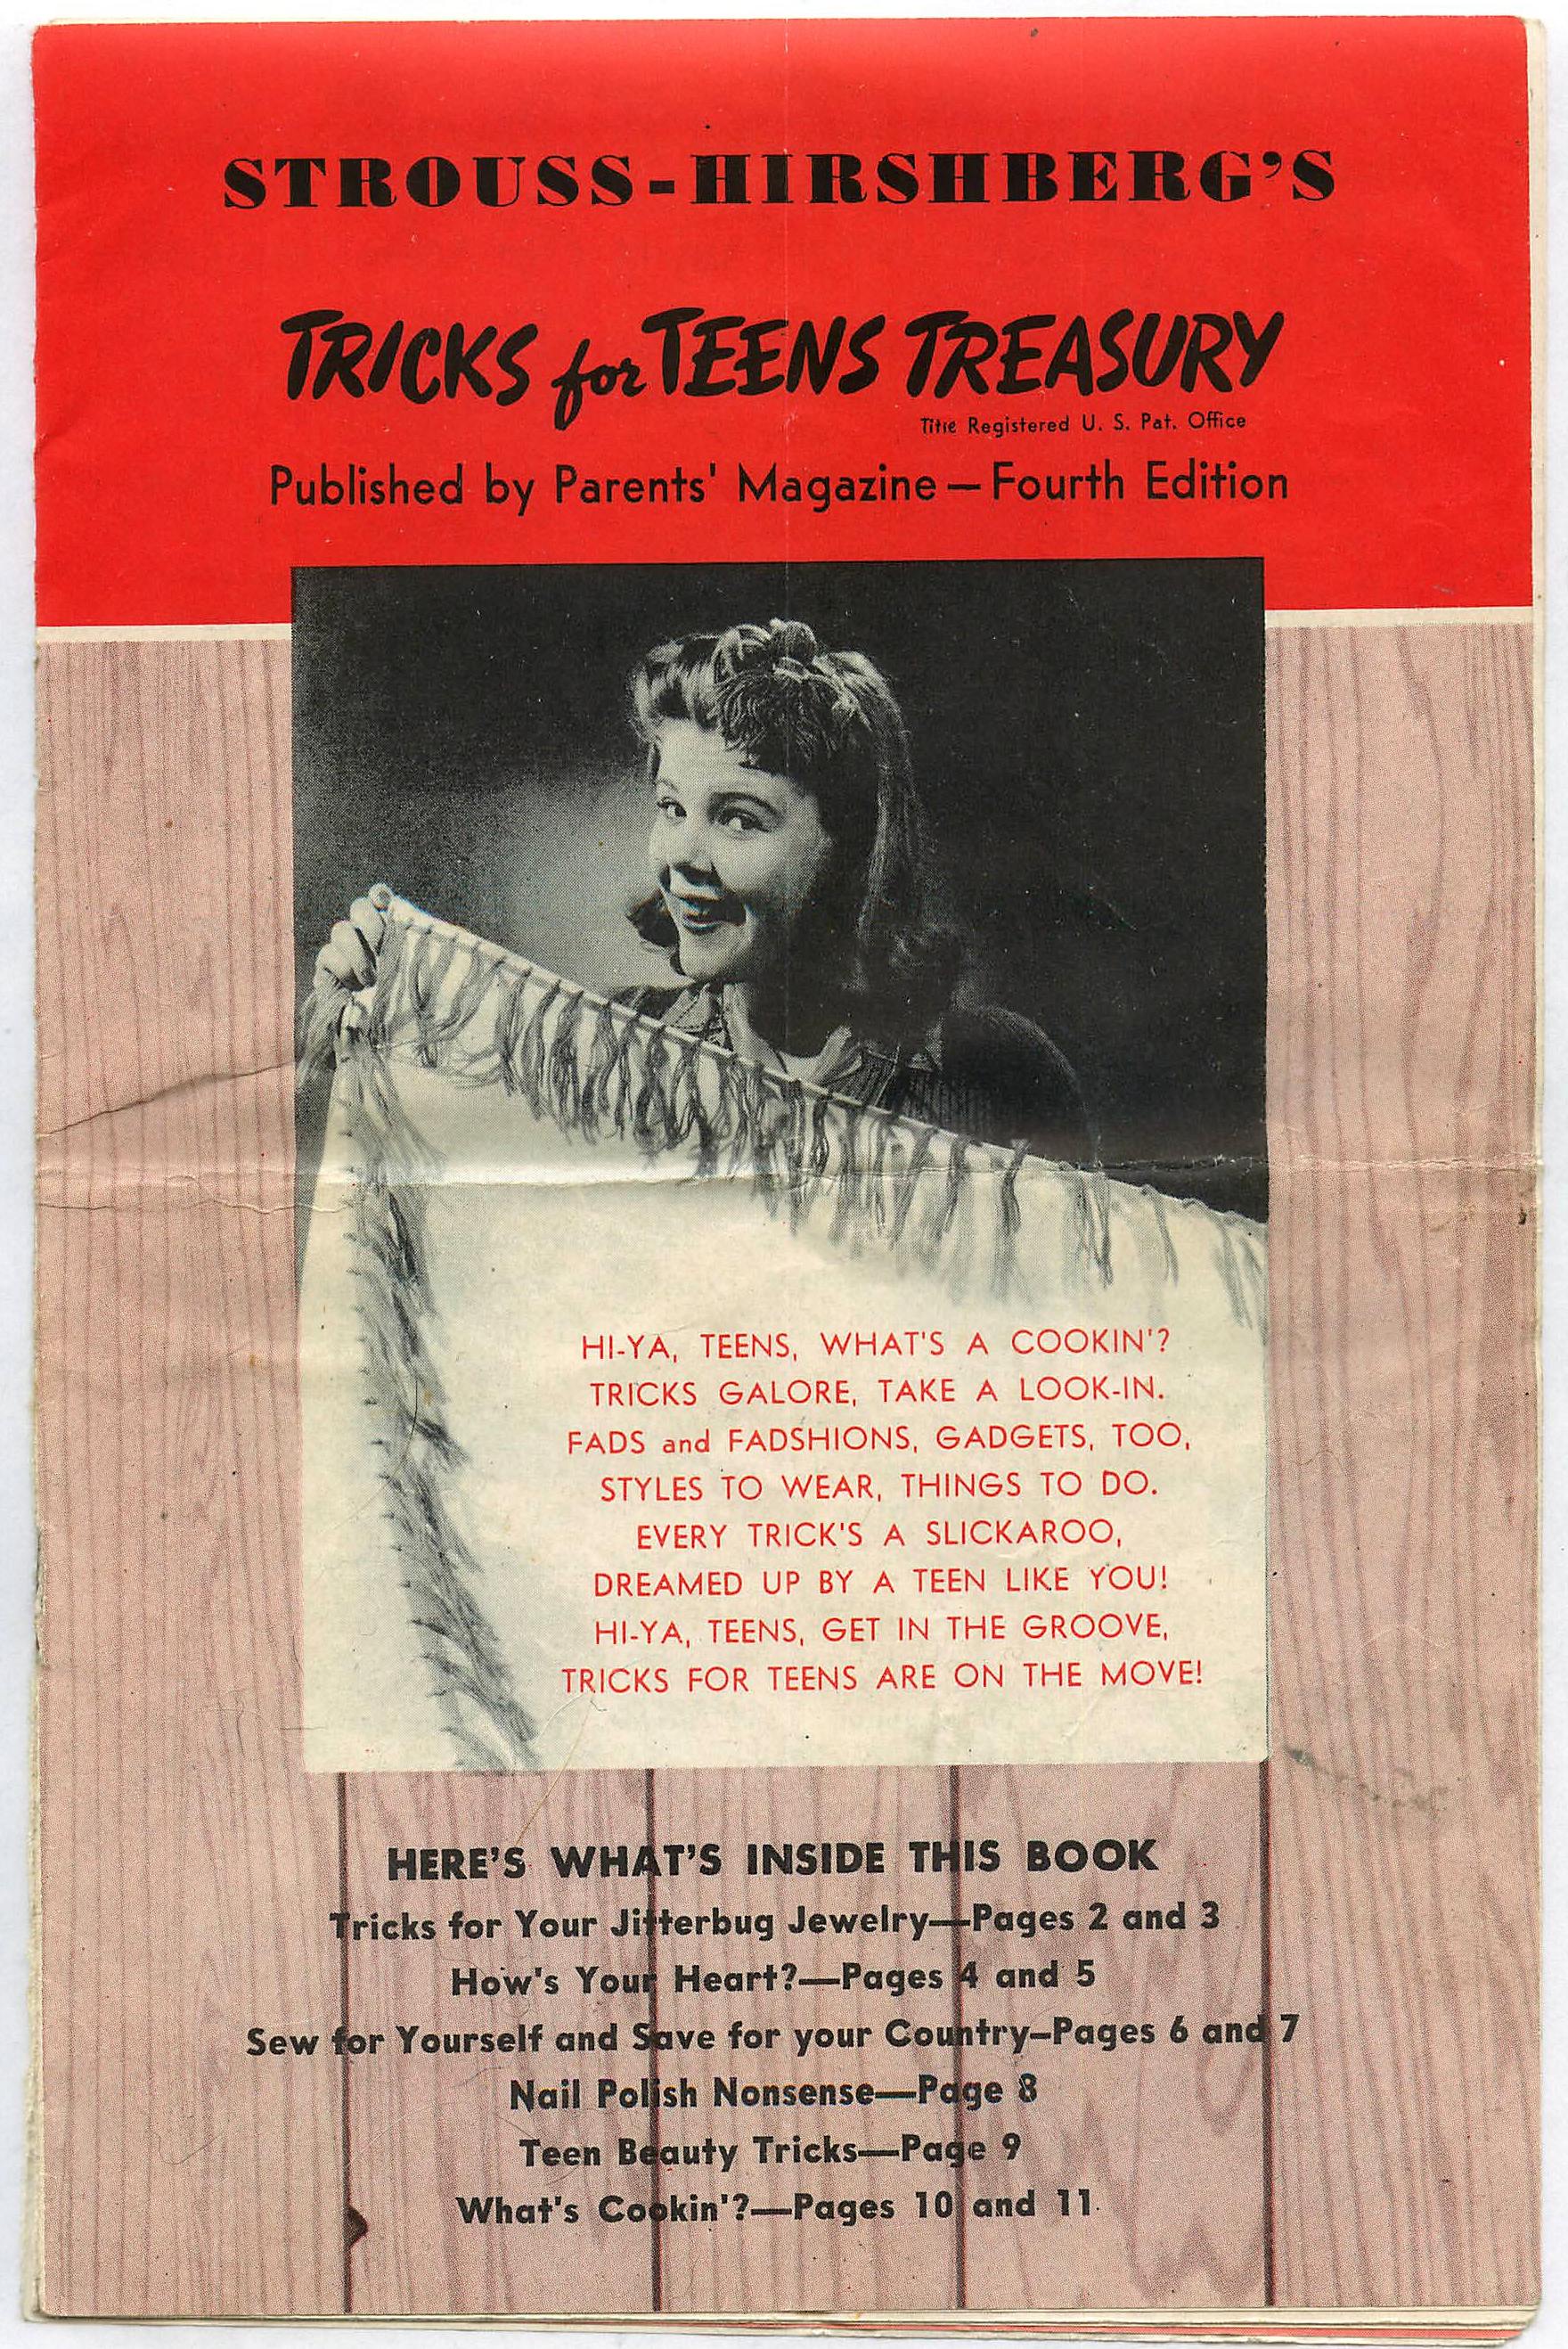 STROUSS-HIRSHBERG'S
TRICKS for TEENS TREASURY
Title Registered U. S. Pat. Office
Published by Parents' Magazine—Fourth Edition
HI-YA, TEENS, WHAT'S A COOKIN'?
TRICKS GALORE, TAKE A LOOK-IN.
FADS and FADSHIONS, GADGETS, TOO,
STYLES TO WEAR, THINGS TO DO.
EVERY TRICK'S A SLICKAROO,
DREAMED UP BY A TEEN LIKE YOU!
HI-YA, TEENS, GET IN THE GROOVE,
TRICKS FOR TEENS ARE ON THE MOVE!
HERE'S WHAT'S INSIDE THIS BOOK
Tricks for Your Jitterbug Jewelry—Pages 2 and 3
How's Your Heart?—Pages 4 and 5
Sew for Yourself and Save for your Country–Pages 6 and 7
Nail Polish Nonsense—Page 8
Teen Beauty Tricks—Page 9
What's Cookin'?—Pages 10 and 11